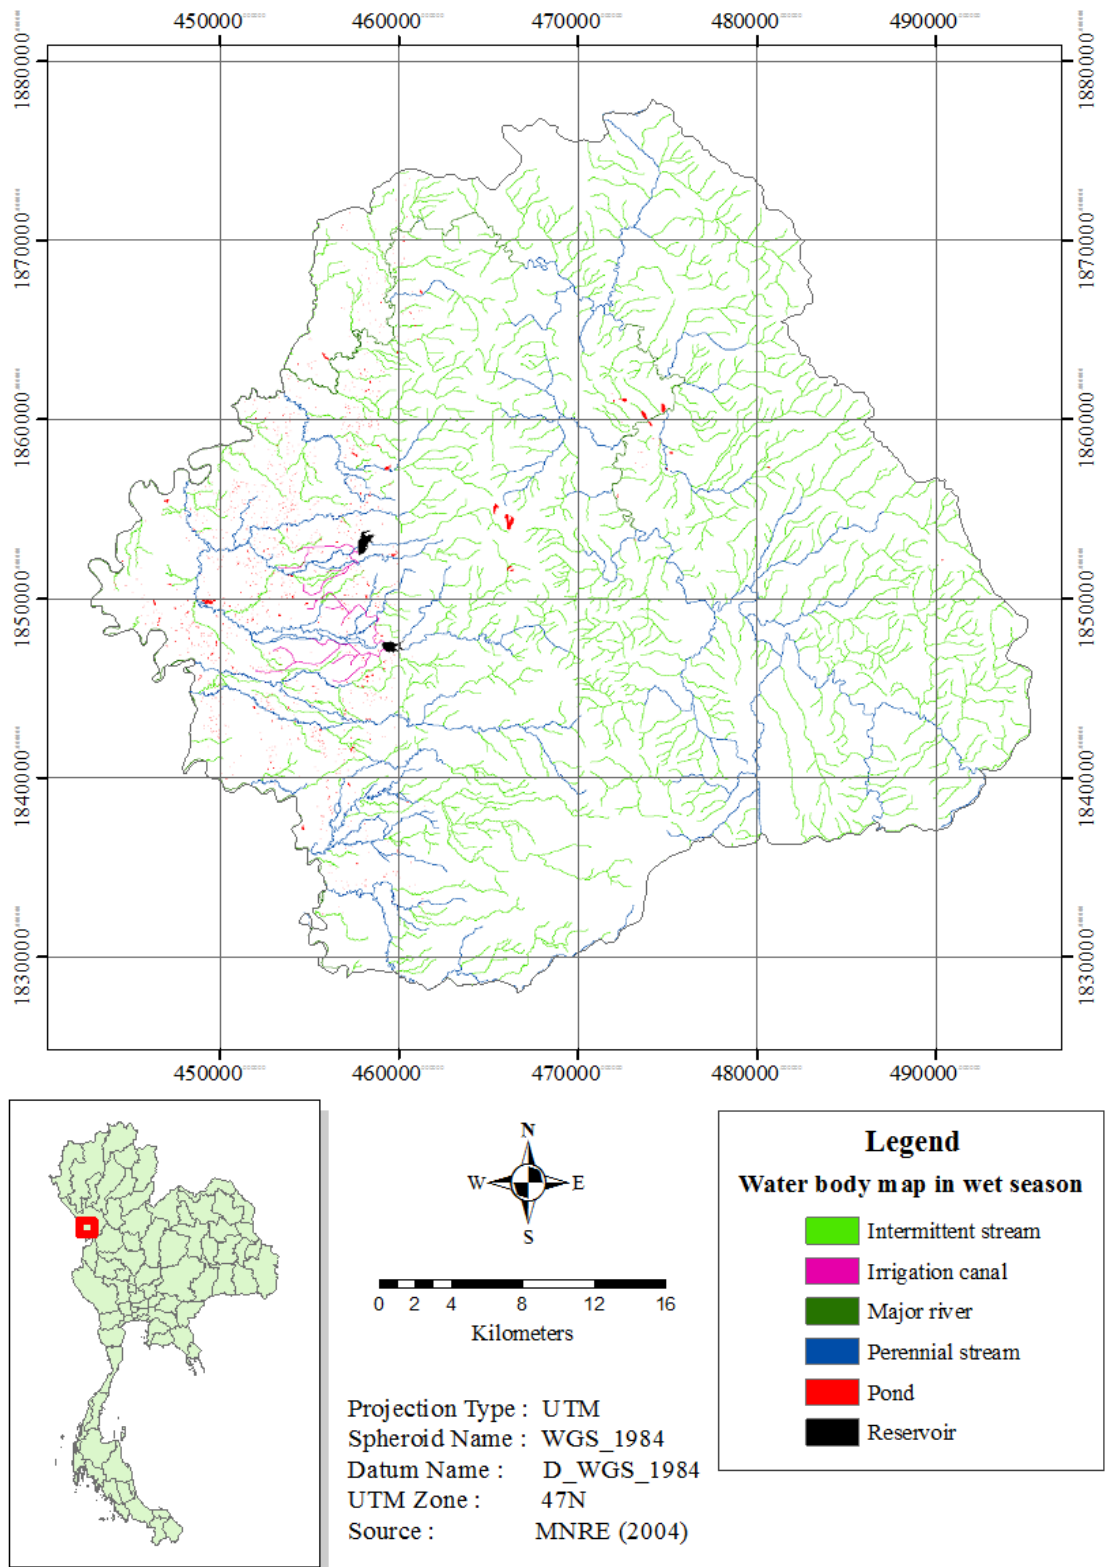 450000 460000 470000 480000 490000
1880000 1880000
1870000 1870000
1860000 1860000
1850000 1850000
1840000 1840000
1830000 1830000
450000 460000 470000 480000 490000
N
W E
S
0 2 4 8 12 16
Kilometers
Projection Type : UTM
Spheroid Name : WGS_1984
Datum Name : D_WGS_1984
UTM Zone : 47N
Source : MNRE (2004)
Legend
Water body map in wet season
Intermittent stream
Irrigation canal
Major river
Perennial stream
Pond
Reservoir